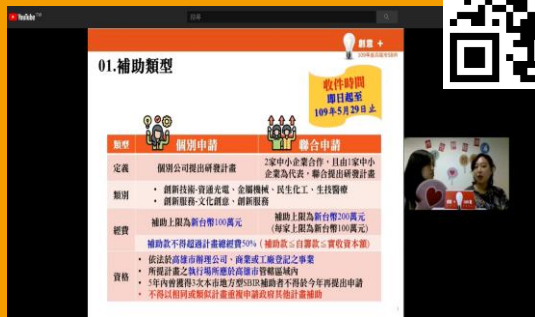 YouTube TW
搜尋
創意 +
01.補助類型
收件時間
即日起至
109年5月29日止
類型
個別申請
聯合申請
定義
個別公司提出研發計畫
2家中小企業合作,且由1家中小
企業為代表,聯合提出研發計畫
類別
• 創新技術-資通光電、金屬機械、民生化工、生技醫療
• 創新服務-文化創意、創新服務
經費
補助上限為新台幣100萬元
補助上限為新台幣200萬元
(每家上限為新台幣100萬元)
補助款不得超過計畫總經費50% (補助款≦自籌款≦實收資本額)
資格
• 依法於高雄市辦理公司、商業或工廠登記之事業
• 所提計畫之執行場所應於高雄市管轄區域內
• 5年內曾獲得3次本市地方型SBIR補助者不得於今年再提出申請
• 不得以相同或類似計畫重複申請政府其他計畫補助